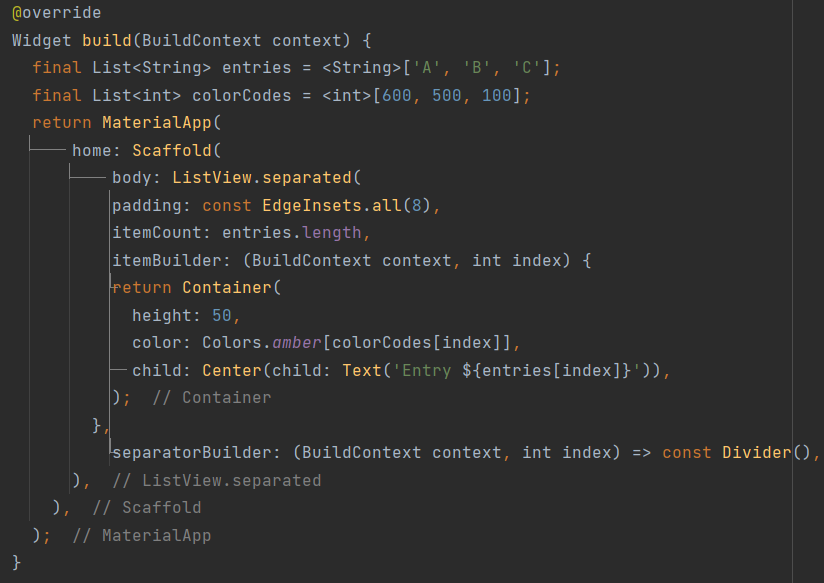 @override
Widget build(BuildContext context) {
  final List<String> entries = <String>['A', 'B', 'C'];
  final List<int> colorCodes = <int>[600, 500, 100];
  return MaterialApp(
      home: Scaffold(
          body: ListView.separated(
          padding: const EdgeInsets.all(8),
          itemCount: entries.length,
          itemBuilder: (BuildContext context, int index) {
          return Container(
            height: 50,
            color: Colors.amber[colorCodes[index]],
            child: Center(child: Text('Entry ${entries[index]}')),
          );  // Container
        },
          separatorBuilder: (BuildContext context, int index) => const Divider(),
      ),  // ListView.separated
    ),  // Scaffold
  );  // MaterialApp
}